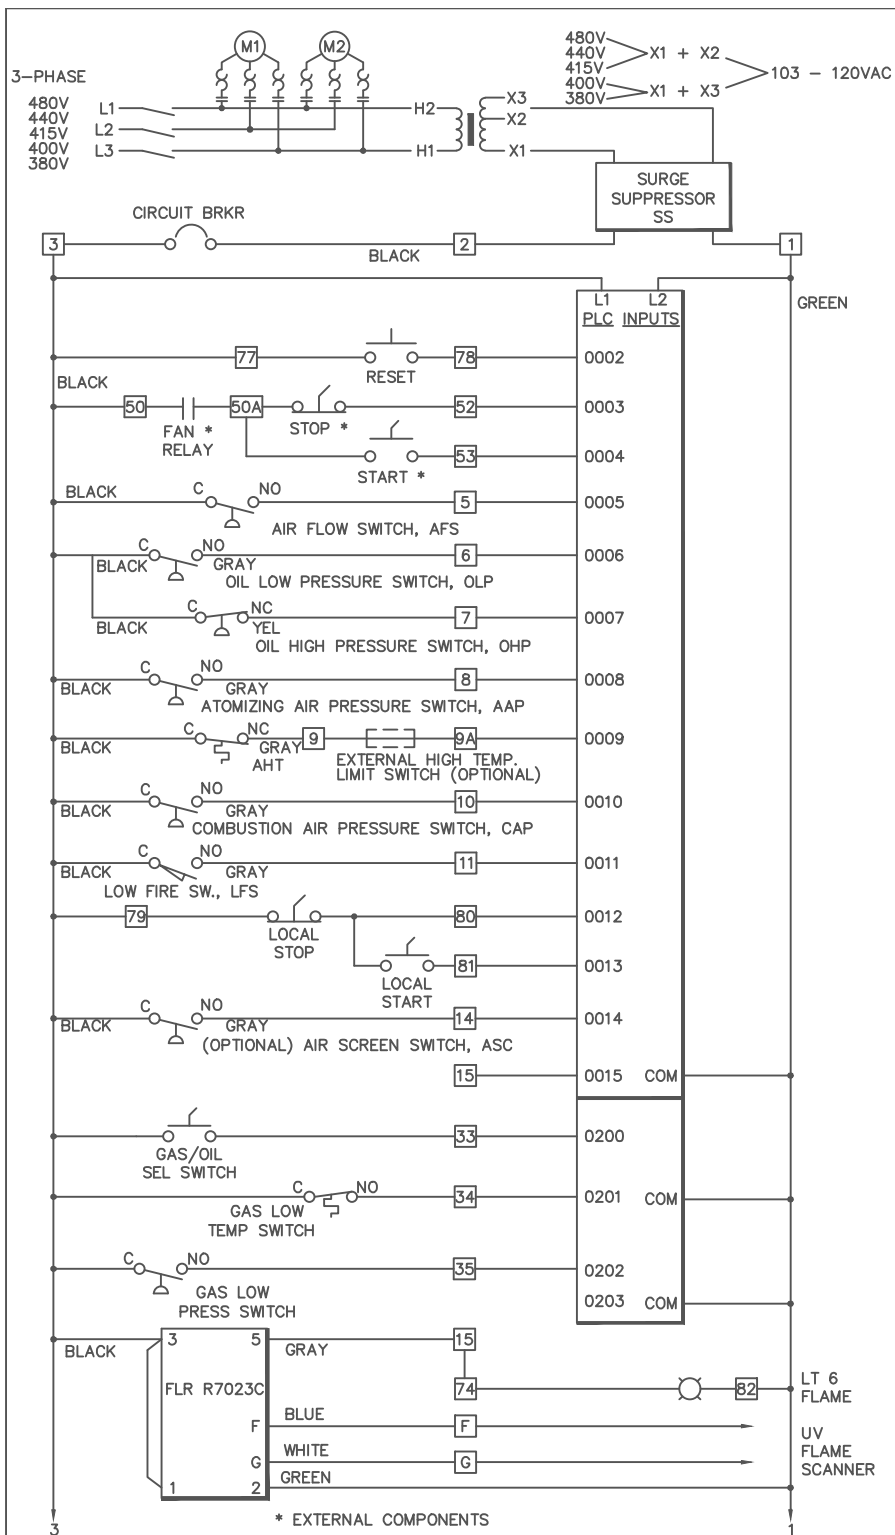 M1 M2
480V
440V X1 + X2
415V 103 - 120VAC
400V X1 + X3
380V
3-PHASE
480V
440V
415V
400V
380V
L1
L2
L3
H2
H1
X3
X2
X1
SURGE
SUPPRESSOR
SS
CIRCUIT BRKR
3 2 1
BLACK
GREEN
L1 L2
PLC INPUTS
77 78 0002
RESET
BLACK
50 50A 52 0003
FAN * STOP *
RELAY
53 0004
START *
BLACK C NO 5 0005
AIR FLOW SWITCH, AFS
C NO 6 0006
BLACK GRAY
OIL LOW PRESSURE SWITCH, OLP
C NC 7 0007
BLACK YEL
OIL HIGH PRESSURE SWITCH, OHP
C NO 8 0008
BLACK GRAY
ATOMIZING AIR PRESSURE SWITCH, AAP
C NC 9 9A 0009
BLACK GRAY
AHT
EXTERNAL HIGH TEMP.
LIMIT SWITCH (OPTIONAL)
C NO 10 0010
BLACK GRAY
COMBUSTION AIR PRESSURE SWITCH, CAP
C NO 11 0011
BLACK GRAY
LOW FIRE SW., LFS
79 80 0012
LOCAL
STOP
81 0013
LOCAL
START
C NO 14 0014
BLACK GRAY
(OPTIONAL) AIR SCREEN SWITCH, ASC
15 0015 COM
33 0200
GAS/OIL
SEL SWITCH
C NO 34 0201 COM
GAS LOW
TEMP SWITCH
C NO 35 0202
GAS LOW
PRESS SWITCH
0203 COM
BLACK 3 5 GRAY 15
FLR R7023C
74 82
LT 6
FLAME
F BLUE F
G WHITE G
UV
FLAME
SCANNER
1 2 GREEN
* EXTERNAL COMPONENTS
3 1